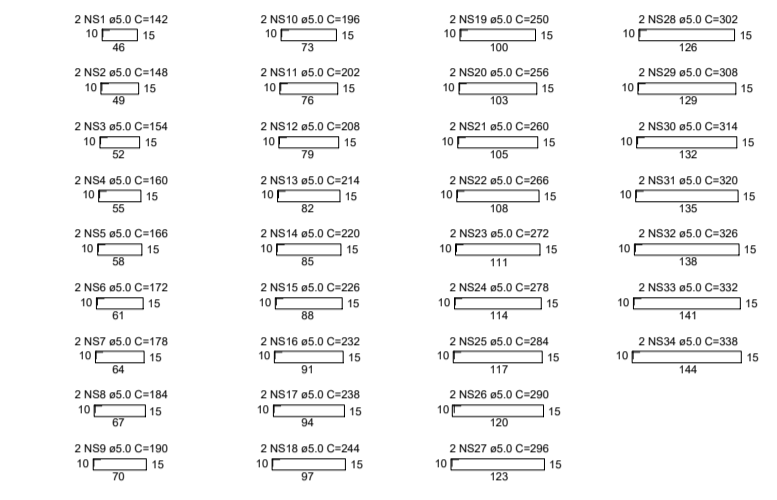 2 NS1 ø5.0 C=142
10 15
46
2 NS2 ø5.0 C=148
10 15
49
2 NS3 ø5.0 C=154
10 15
52
2 NS4 ø5.0 C=160
10 15
55
2 NS5 ø5.0 C=166
10 15
58
2 NS6 ø5.0 C=172
10 15
61
2 NS7 ø5.0 C=178
10 15
64
2 NS8 ø5.0 C=184
10 15
67
2 NS9 ø5.0 C=190
10 15
70
2 NS10 ø5.0 C=196
10 15
73
2 NS11 ø5.0 C=202
10 15
76
2 NS12 ø5.0 C=208
10 15
79
2 NS13 ø5.0 C=214
10 15
82
2 NS14 ø5.0 C=220
10 15
85
2 NS15 ø5.0 C=226
10 15
88
2 NS16 ø5.0 C=232
10 15
91
2 NS17 ø5.0 C=238
10 15
94
2 NS18 ø5.0 C=244
10 15
97
2 NS19 ø5.0 C=250
10 15
100
2 NS20 ø5.0 C=256
10 15
103
2 NS21 ø5.0 C=260
10 15
105
2 NS22 ø5.0 C=266
10 15
108
2 NS23 ø5.0 C=272
10 15
111
2 NS24 ø5.0 C=278
10 15
114
2 NS25 ø5.0 C=284
10 15
117
2 NS26 ø5.0 C=290
10 15
120
2 NS27 ø5.0 C=296
10 15
123
2 NS28 ø5.0 C=302
10 15
126
2 NS29 ø5.0 C=308
10 15
129
2 NS30 ø5.0 C=314
10 15
132
2 NS31 ø5.0 C=320
10 15
135
2 NS32 ø5.0 C=326
10 15
138
2 NS33 ø5.0 C=332
10 15
141
2 NS34 ø5.0 C=338
10 15
144